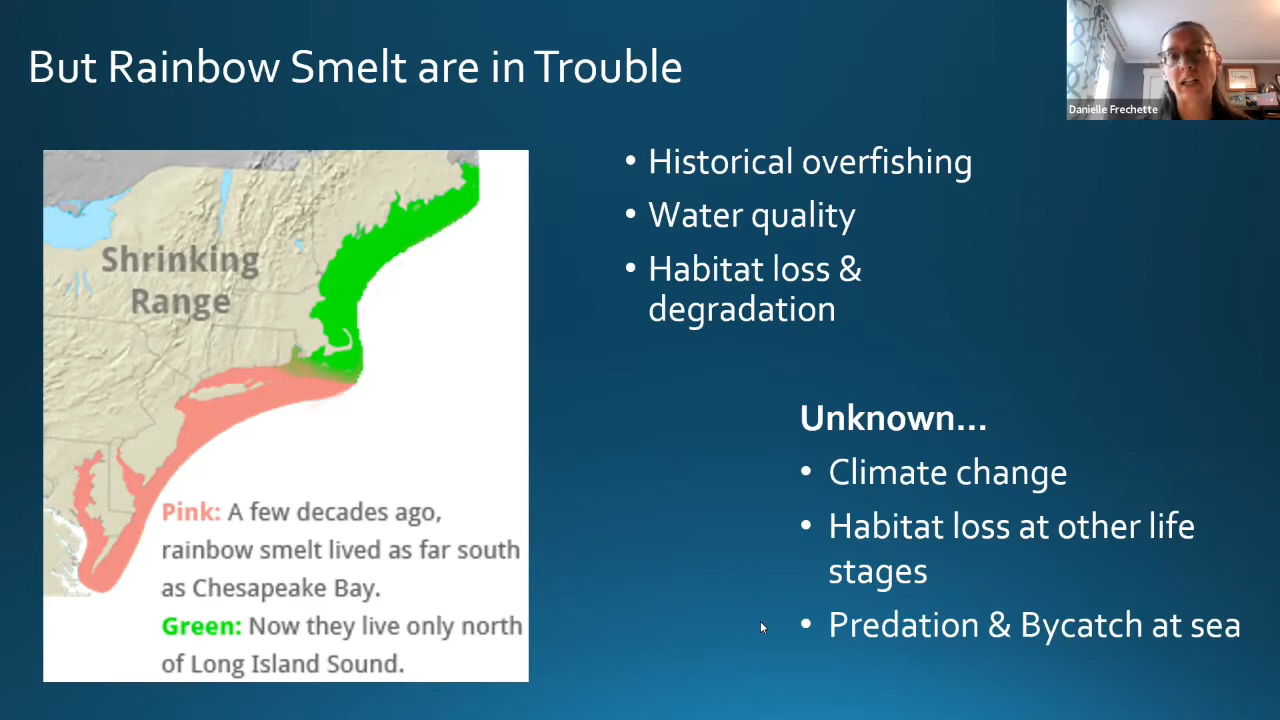 But Rainbow Smelt are in Trouble
Danielle Frechette
Shrinking
Range
Pink: A few decades ago,
rainbow smelt lived as far south
as Chesapeake Bay.
Green: Now they live only north
of Long Island Sound.
• Historical overfishing
• Water quality
• Habitat loss &
degradation
Unknown...
• Climate change
• Habitat loss at other life
stages
• Predation & Bycatch at sea